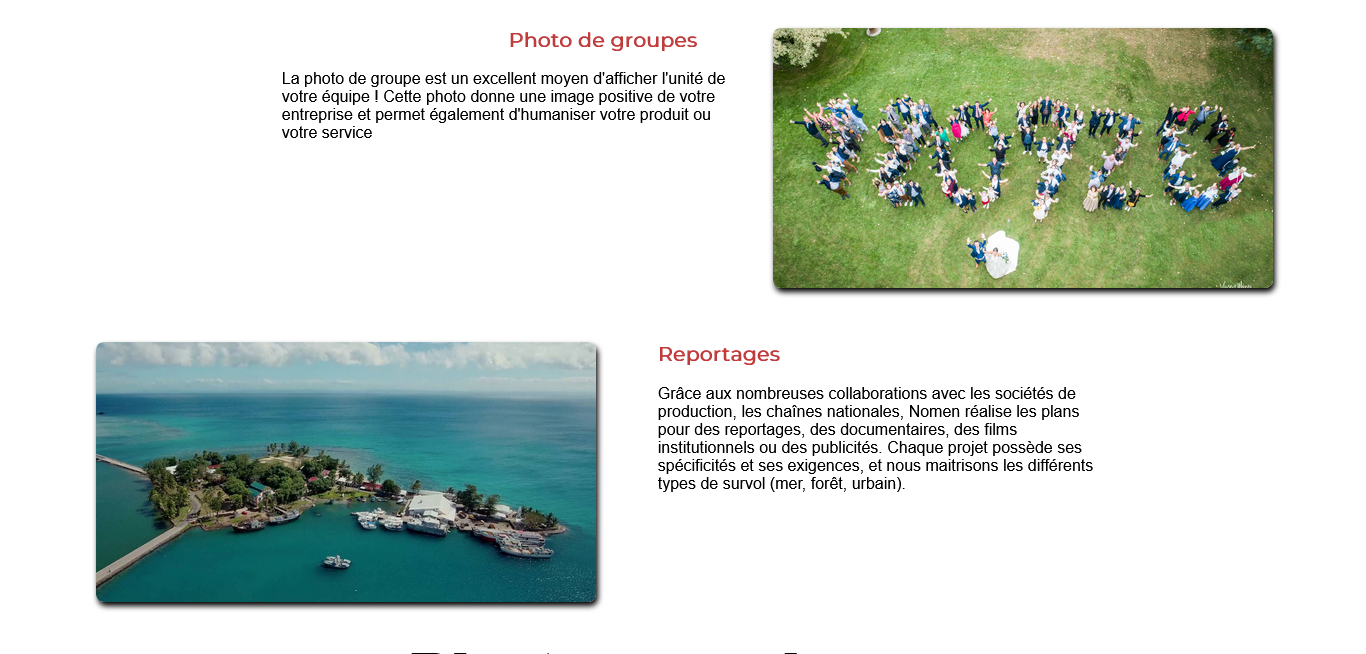 Photo de groupes
La photo de groupe est un excellent moyen d'afficher l'unité de
votre équipe ! Cette photo donne une image positive de votre
entreprise et permet également d'humaniser votre produit ou
votre service
Reportages
Grâce aux nombreuses collaborations avec les sociétés de
production, les chaînes nationales, Nomen réalise les plans
pour des reportages, des documentaires, des films
institutionnels ou des publicités. Chaque projet possède ses
spécificités et ses exigences, et nous maitrisons les différents
types de survol (mer, forêt, urbain).